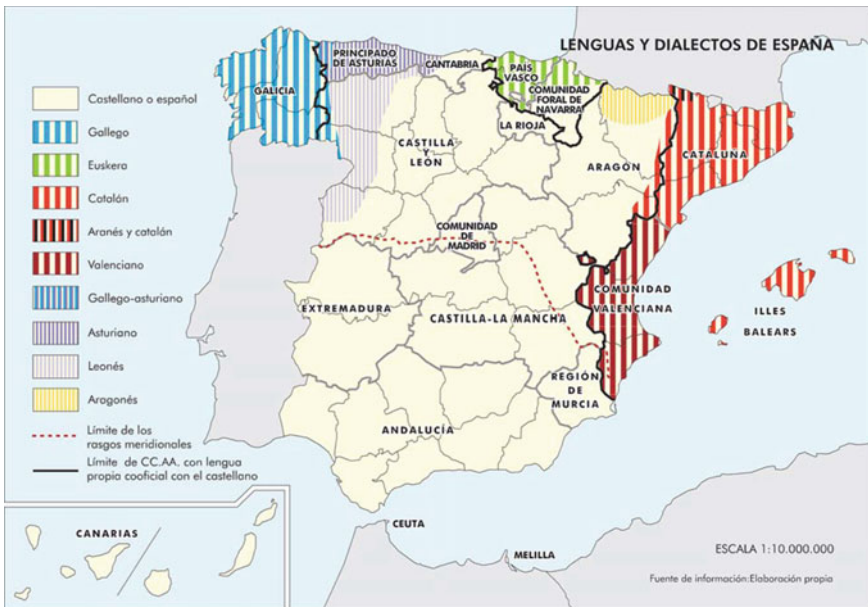 LENGUAS Y DIALECTOS DE ESPAÑA
Castellano o español
Gallego
Euskera
Catalán
Aranés y catalán
Valenciano
Gallego-asturiano
Asturiano
Leonés
Aragonés
Límite de los
rasgos meridionales
Límite de CC.AA. con lengua
propia cooficial con el castellano
GALICIA
PRINCIPADO
DE ASTURIAS
CANTABRIA
PAIS
VASCO
COMUNIDAD
FORAL DE
NAVARRA
LA RIOJA
CASTILLA
Y
LEÓN
ARAGÓN
CATALUNA
COMUNIDAD
DE
MADRID
EXTREMADURA
CASTILLA-LA MANCHA
COMUNIDAD
VALENCIANA
ILLES
BALEARS
REGIÓN
DE
MURCIA
ANDALUCÍA
CANARIAS
CEUTA
MELILLA
ESCALA 1:10.000.000
Fuente de información:Elaboración propia